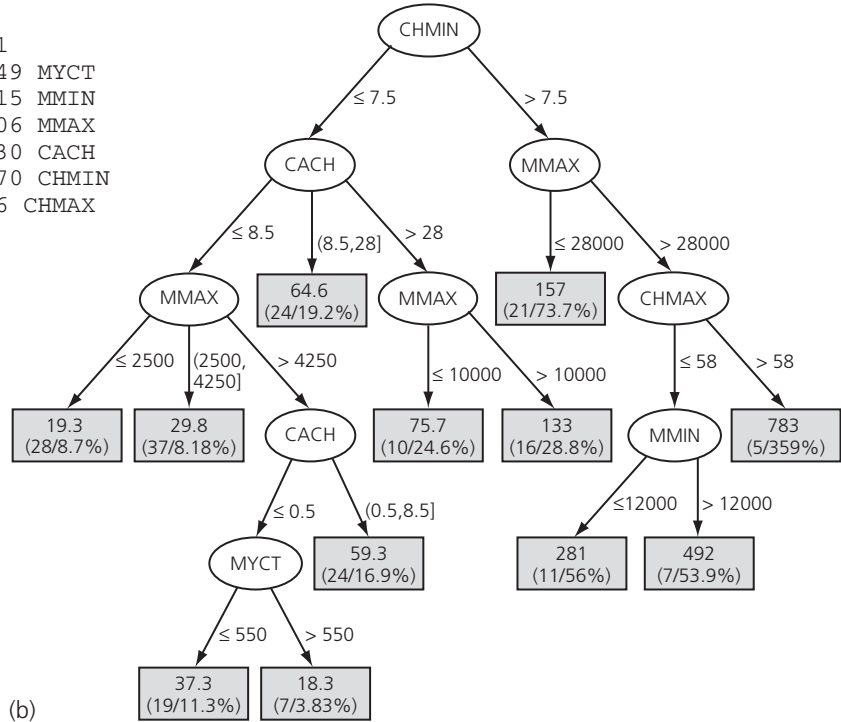 CHMIN
1
49 MYCT
15 MMIN
06 MMAX
30 CACH
70 CHMIN
6 CHMAX
≤ 7.5
> 7.5
CACH
MMAX
≤ 8.5
(8.5,28]
> 28
≤ 28000
> 28000
MMAX
64.6
(24/19.2%)
MMAX
157
(21/73.7%)
CHMAX
≤ 2500
(2500,
4250]
> 4250
≤ 10000
> 10000
≤ 58
> 58
19.3
(28/8.7%)
29.8
(37/8.18%)
CACH
75.7
(10/24.6%)
133
(16/28.8%)
MMIN
783
(5/359%)
≤ 0.5
(0.5,8.5]
≤12000
> 12000
MYCT
59.3
(24/16.9%)
281
(11/56%)
492
(7/53.9%)
≤ 550
> 550
37.3
(19/11.3%)
18.3
(7/3.83%)
(b)